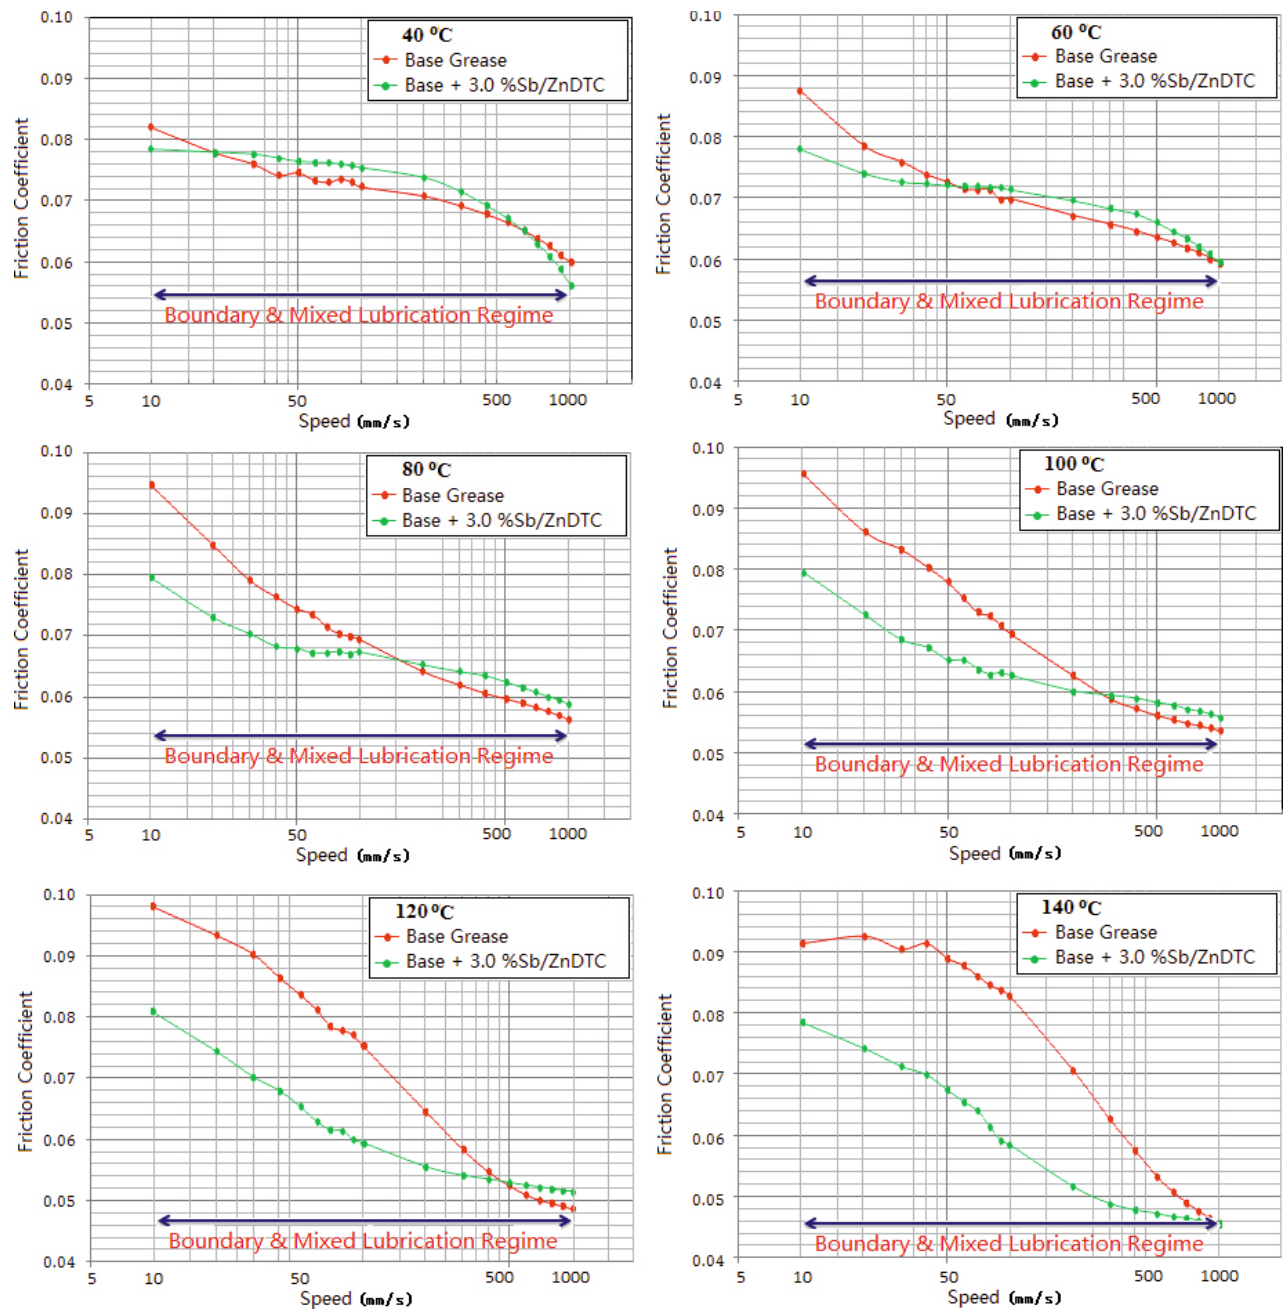 0.10
0.09
0.08
0.07
0.06
0.05
0.04
Friction Coefficient
40 ⁰C
Base Grease
Base + 3.0 %Sb/ZnDTC
Boundary & Mixed Lubrication Regime
5 10 50 500 1000
Speed (mm/s)
0.10
0.09
0.08
0.07
0.06
0.05
0.04
Friction Coefficient
60 ⁰C
Base Grease
Base + 3.0 %Sb/ZnDTC
Boundary & Mixed Lubrication Regime
5 10 50 500 1000
Speed (mm/s)
0.10
0.09
0.08
0.07
0.06
0.05
0.04
Friction Coefficient
80 ⁰C
Base Grease
Base + 3.0 %Sb/ZnDTC
Boundary & Mixed Lubrication Regime
5 10 50 500 1000
Speed (mm/s)
0.10
0.09
0.08
0.07
0.06
0.05
0.04
Friction Coefficient
100 ⁰C
Base Grease
Base + 3.0 %Sb/ZnDTC
Boundary & Mixed Lubrication Regime
5 10 50 500 1000
Speed (mm/s)
0.10
0.09
0.08
0.07
0.06
0.05
0.04
Friction Coefficient
120 ⁰C
Base Grease
Base + 3.0 %Sb/ZnDTC
Boundary & Mixed Lubrication Regime
5 10 50 500 1000
Speed (mm/s)
0.10
0.09
0.08
0.07
0.06
0.05
0.04
Friction Coefficient
140 ⁰C
Base Grease
Base + 3.0 %Sb/ZnDTC
Boundary & Mixed Lubrication Regime
5 10 50 500 1000
Speed (mm/s)